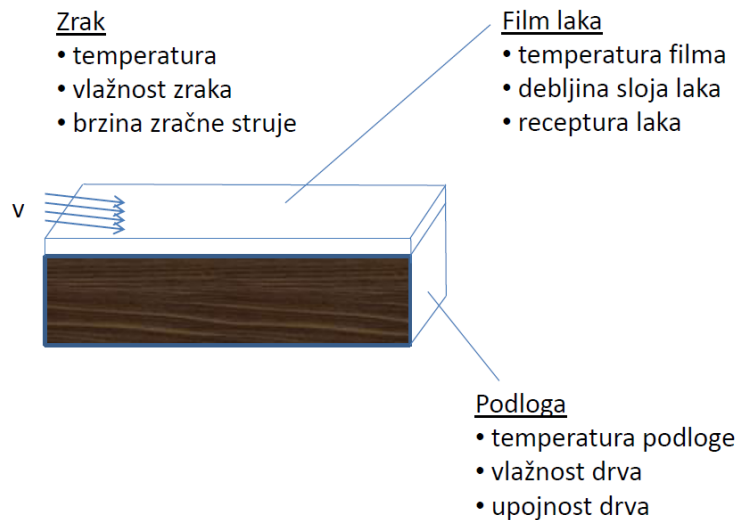 Zrak
• temperatura
• vlažnost zraka
• brzina zračne struje
Film laka
• temperatura filma
• debljina sloja laka
• receptura laka
v
Podloga
• temperatura podloge
• vlažnost drva
• upojnost drva